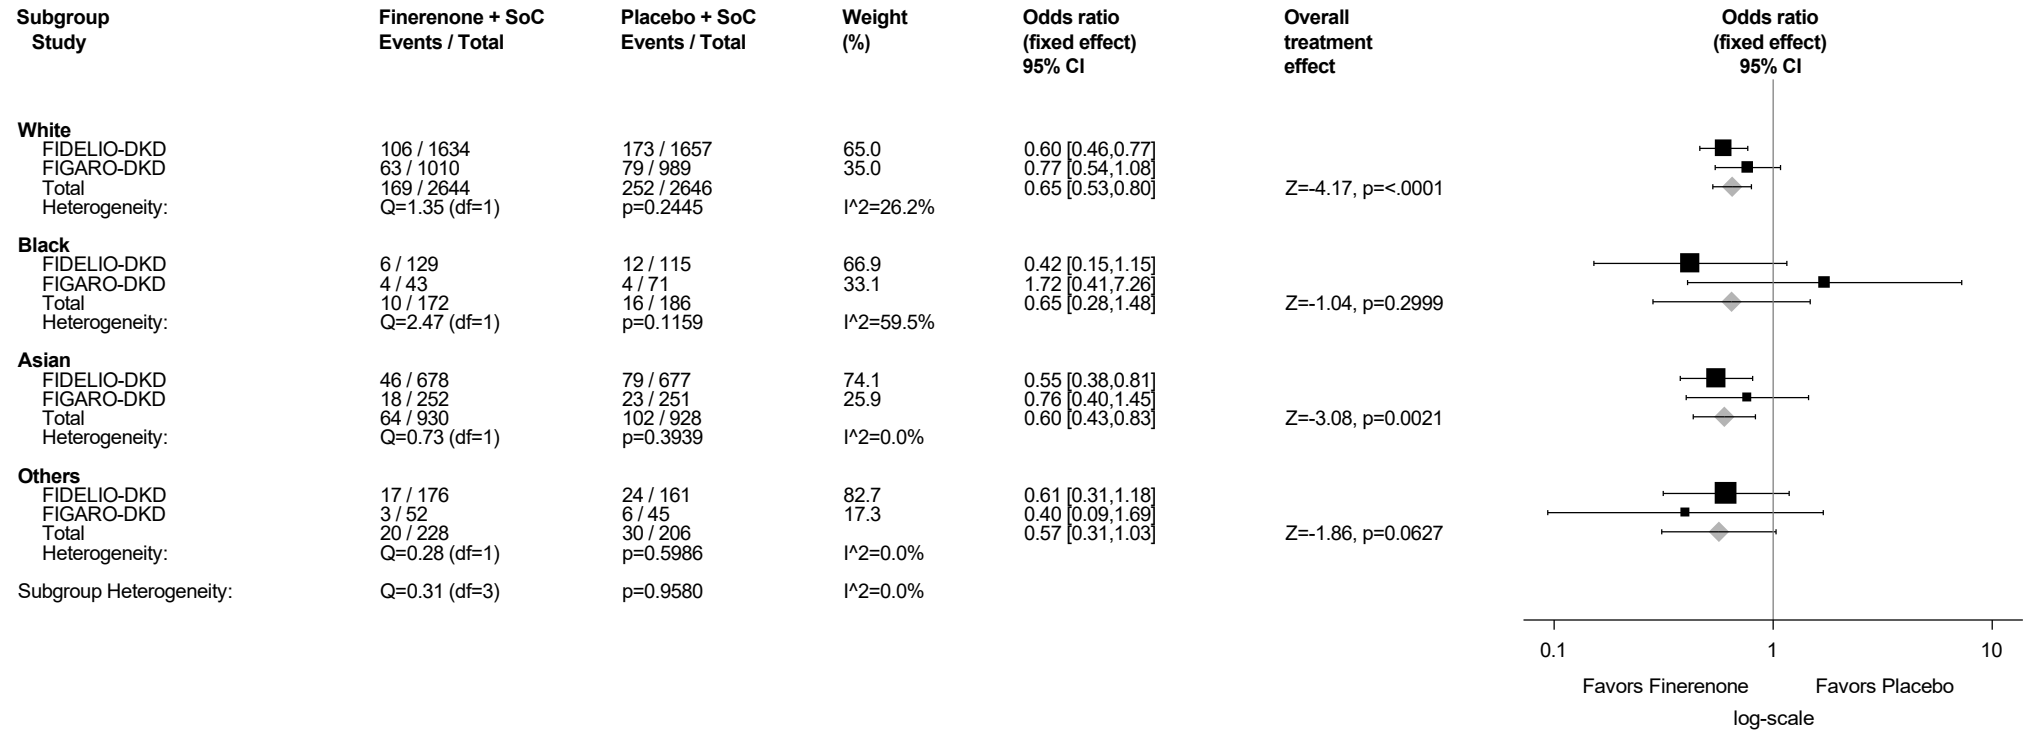 Subgroup Finerenone + SoC Placebo + SoC Weight Odds ratio Overall Odds ratio
Study Events / Total Events / Total (%) (fixed effect) treatment (fixed effect)
95% CI effect 95% CI
White
FIDELIO-DKD 106 / 1634 173 / 1657 65.0 0.60 [0.46,0.77]
FIGARO-DKD 63 / 1010 79 / 989 35.0 0.77 [0.54,1.08]
Total 169 / 2644 252 / 2646 0.65 [0.53,0.80] Z=-4.17, p=<.0001
Heterogeneity: Q=1.35 (df=1) p=0.2445 I^2=26.2%
Black
FIDELIO-DKD 6 / 129 12 / 115 66.9 0.42 [0.15,1.15]
FIGARO-DKD 4 / 43 4 / 71 33.1 1.72 [0.41,7.26]
Total 10 / 172 16 / 186 0.65 [0.28,1.48] Z=-1.04, p=0.2999
Heterogeneity: Q=2.47 (df=1) p=0.1159 I^2=59.5%
Asian
FIDELIO-DKD 46 / 678 79 / 677 74.1 0.55 [0.38,0.81]
FIGARO-DKD 18 / 252 23 / 251 25.9 0.76 [0.40,1.45]
Total 64 / 930 102 / 928 0.60 [0.43,0.83] Z=-3.08, p=0.0021
Heterogeneity: Q=0.73 (df=1) p=0.3939 I^2=0.0%
Others
FIDELIO-DKD 17 / 176 24 / 161 82.7 0.61 [0.31,1.18]
FIGARO-DKD 3 / 52 6 / 45 17.3 0.40 [0.09,1.69]
Total 20 / 228 30 / 206 0.57 [0.31,1.03] Z=-1.86, p=0.0627
Heterogeneity: Q=0.28 (df=1) p=0.5986 I^2=0.0%
Subgroup Heterogeneity: Q=0.31 (df=3) p=0.9580 I^2=0.0%
0.1 1 10
Favors Finerenone Favors Placebo
log-scale